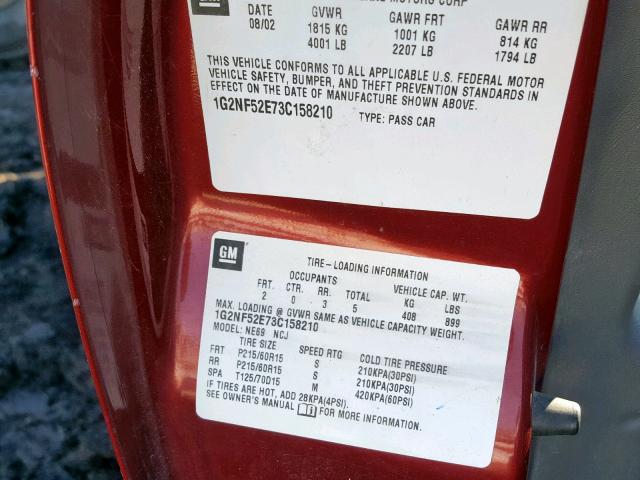 GM MOTORS CORP
DATE GVWR GAWR FRT GAWR RR
08/02 1815 KG 1001 KG 814 KG
4001 LB 2207 LB 1794 LB
THIS VEHICLE CONFORMS TO ALL APPLICABLE U.S. FEDERAL MOTOR
VEHICLE SAFETY, BUMPER, AND THEFT PREVENTION STANDARDS IN
EFFECT ON THE DATE OF MANUFACTURE SHOWN ABOVE.
1G2NF52E73C158210 TYPE: PASS CAR
GM TIRE-LOADING INFORMATION
OCCUPANTS VEHICLE CAP. WT.
FRT. CTR. RR. TOTAL KG LBS
2 0 3 5 408 899
MAX. LOADING @ GVWR SAME AS VEHICLE CAPACITY WEIGHT.
1G2NF52E73C158210
MODEL: NE69 NCJ
TIRE SIZE SPEED RTG COLD TIRE PRESSURE
FRT P215/60R15 S 210KPA(30PSI)
RR P215/60R15 S 210KPA(30PSI)
SPA T125/70D15 M 420KPA(60PSI)
IF TIRES ARE HOT, ADD 28KPA(4PSI).
SEE OWNER'S MANUAL FOR MORE INFORMATION.